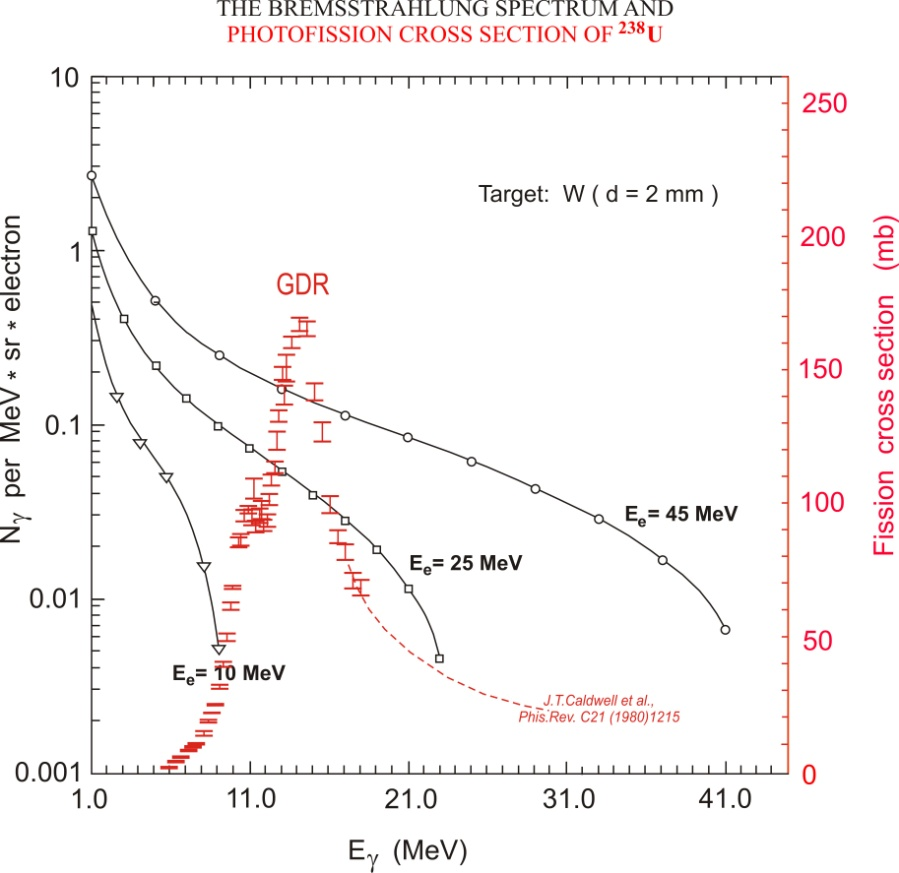 THE BREMSSTRAHLUNG SPECTRUM AND
PHOTOFISSION CROSS SECTION OF ²³⁸U
Target: W ( d = 2 mm )
GDR
Eₑ= 45 MeV
Eₑ= 25 MeV
Eₑ= 10 MeV
J.T.Caldwell et al.,
Phis.Rev. C21 (1980)1215
Nγ per MeV * sr * electron
10
1
0.1
0.01
0.001
1.0 11.0 21.0 31.0 41.0
Eγ (MeV)
250
200
150
100
50
0
Fission cross section (mb)